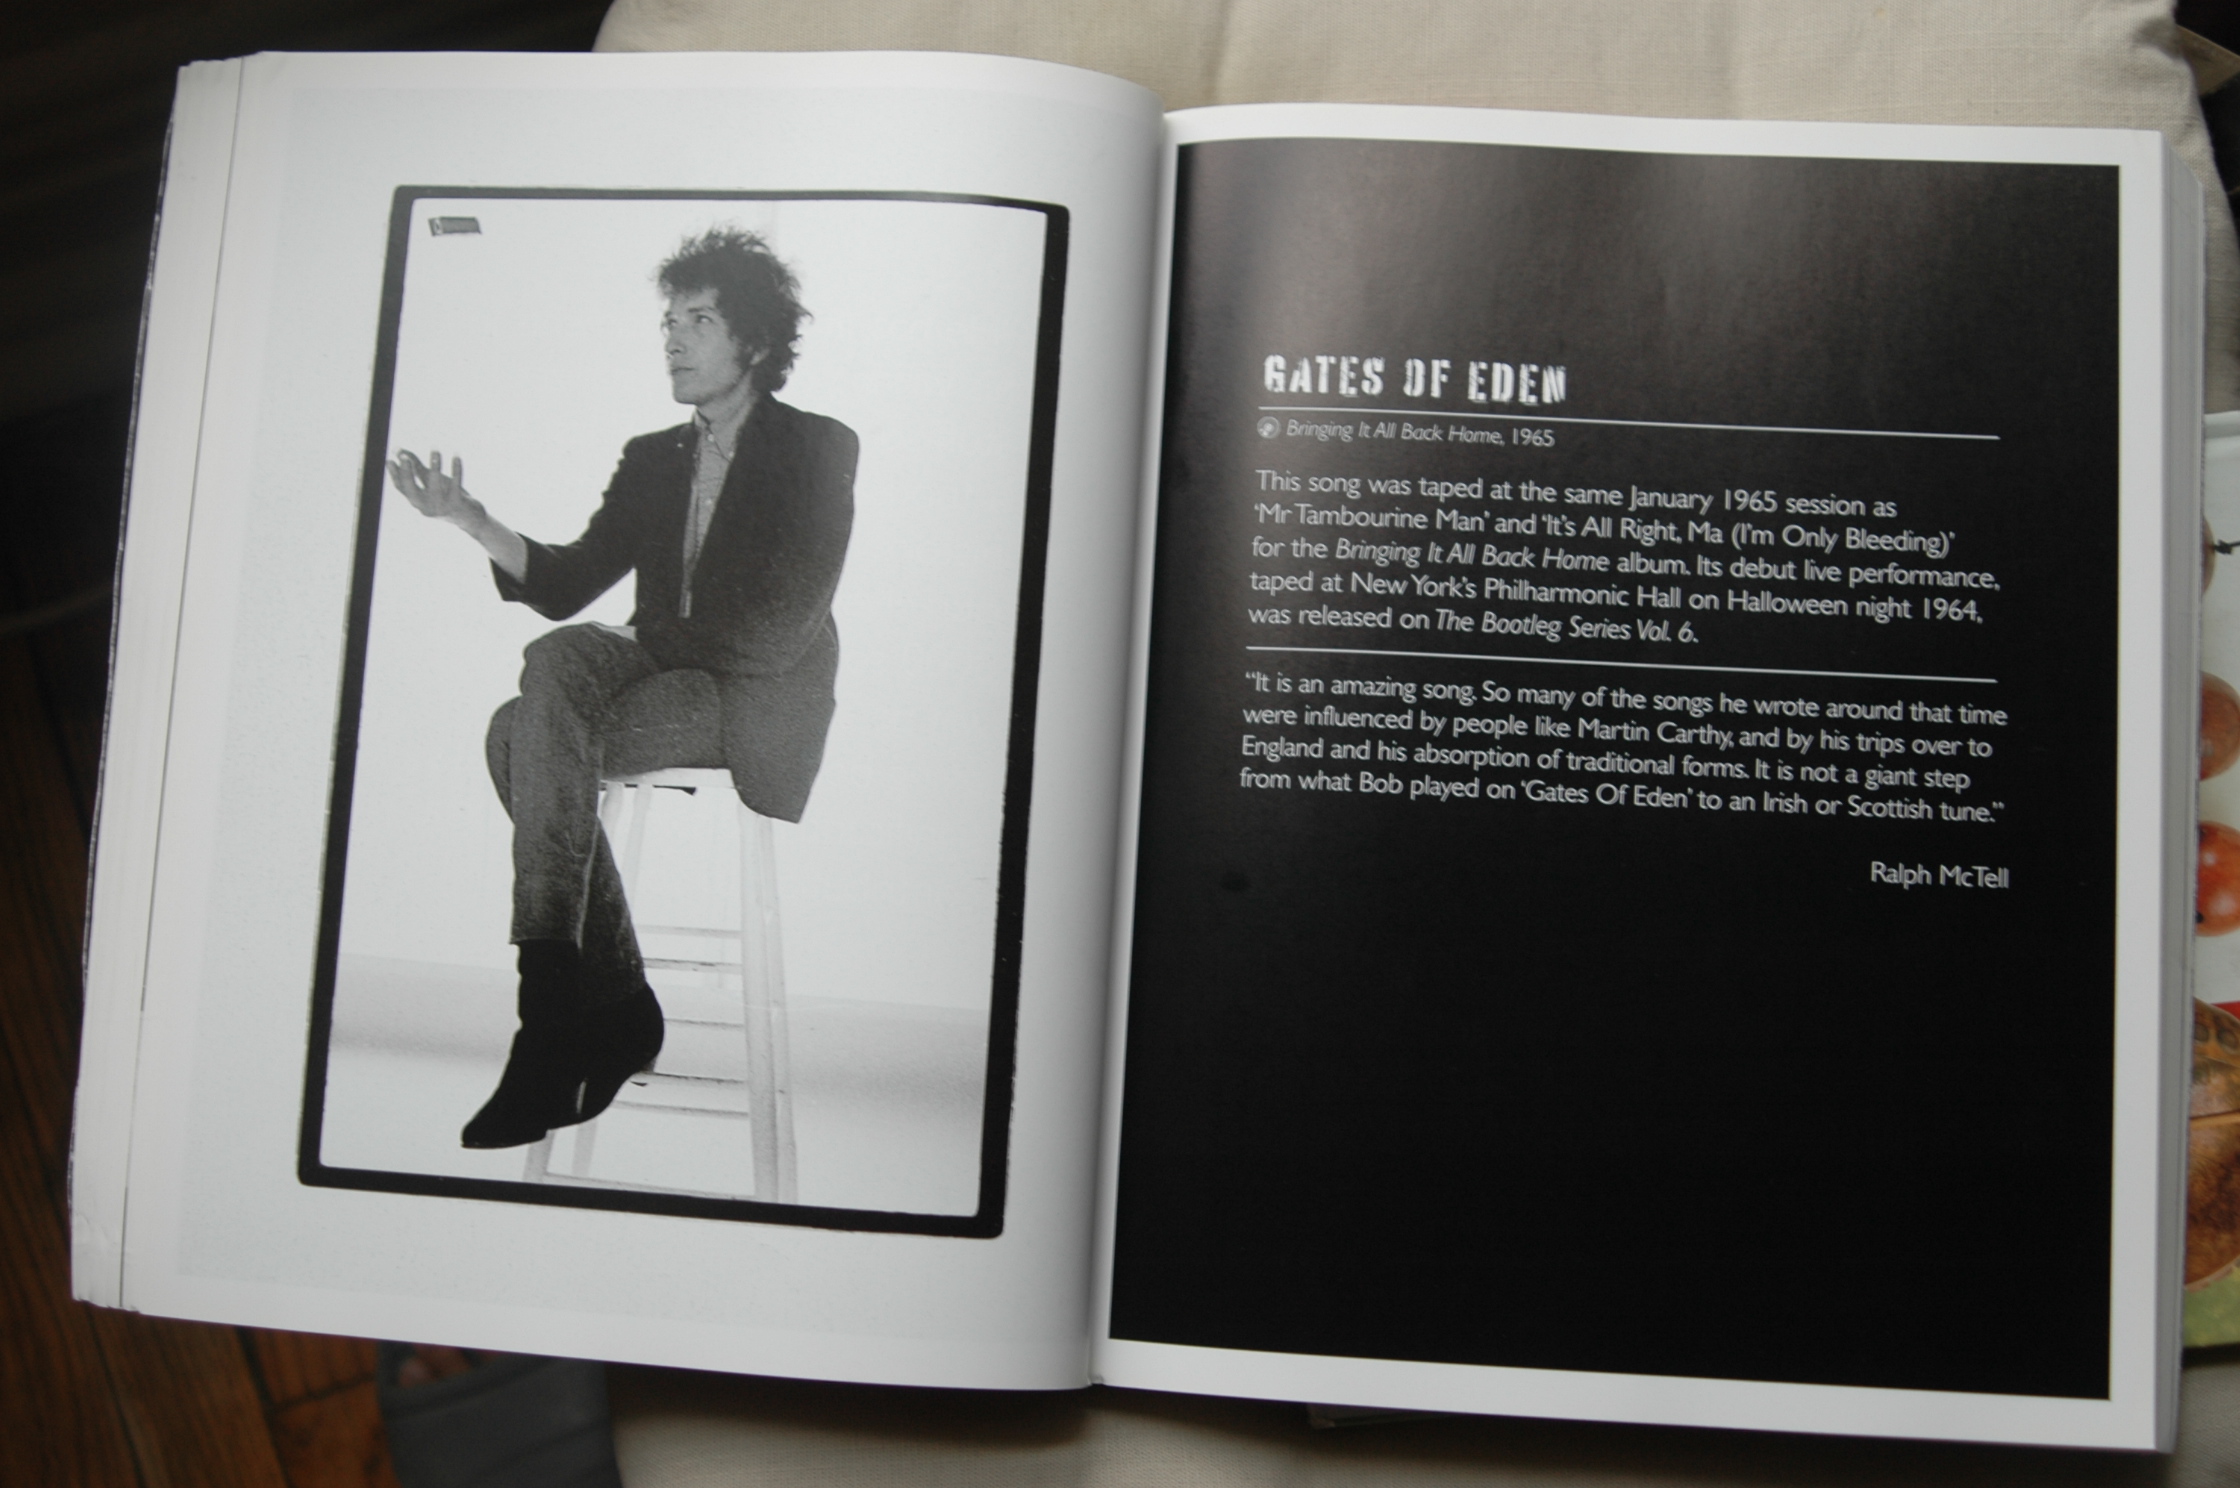 GATES OF EDEN
Bringing It All Back Home, 1965
This song was taped at the same January 1965 session as
‘Mr Tambourine Man’ and ‘It’s All Right, Ma (I’m Only Bleeding)’
for the Bringing It All Back Home album. Its debut live performance,
taped at New York’s Philharmonic Hall on Halloween night 1964,
was released on The Bootleg Series Vol. 6.
“It is an amazing song. So many of the songs he wrote around that time
were influenced by people like Martin Carthy, and by his trips over to
England and his absorption of traditional forms. It is not a giant step
from what Bob played on ‘Gates Of Eden’ to an Irish or Scottish tune.”
Ralph McTell